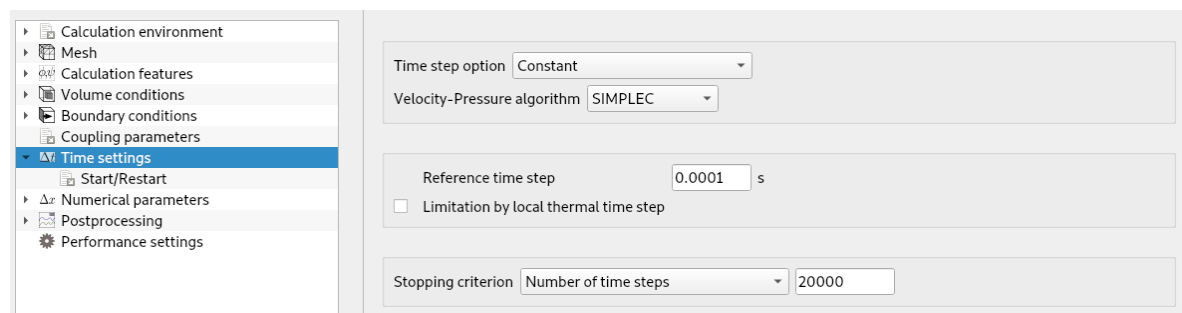 Calculation environment
Mesh
Calculation features
Volume conditions
Boundary conditions
Coupling parameters
Δt Time settings
Start/Restart
Δx Numerical parameters
Postprocessing
Performance settings
Time step option Constant
Velocity-Pressure algorithm SIMPLEC
Reference time step 0.0001 s
Limitation by local thermal time step
Stopping criterion Number of time steps 20000